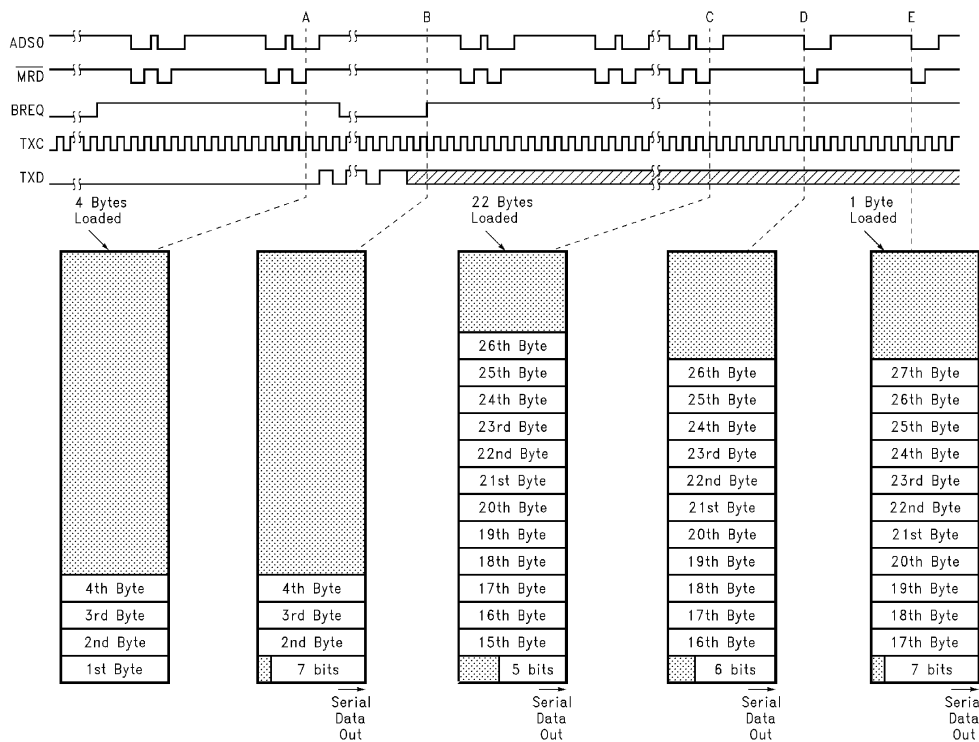 A B C D E
ADS0
MRD
BREQ
TXC
TXD
4 Bytes
Loaded
22 Bytes
Loaded
1 Byte
Loaded
4th Byte
3rd Byte
2nd Byte
1st Byte
4th Byte
3rd Byte
2nd Byte
7 bits
Serial
Data
Out
26th Byte
25th Byte
24th Byte
23rd Byte
22nd Byte
21st Byte
20th Byte
19th Byte
18th Byte
17th Byte
16th Byte
15th Byte
5 bits
Serial
Data
Out
26th Byte
25th Byte
24th Byte
23rd Byte
22nd Byte
21st Byte
20th Byte
19th Byte
18th Byte
17th Byte
16th Byte
6 bits
Serial
Data
Out
27th Byte
26th Byte
25th Byte
24th Byte
23rd Byte
22nd Byte
21st Byte
20th Byte
19th Byte
18th Byte
17th Byte
7 bits
Serial
Data
Out